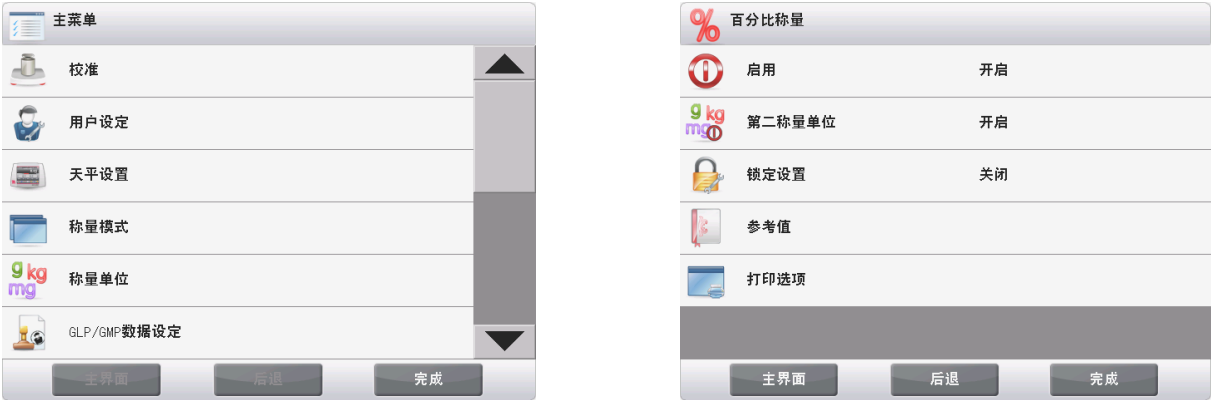 主菜单
校准
用户设定
天平设置
称量模式
g kg mg
称量单位
GLP/GMP数据设定
主界面 后退 完成
% 百分比称量
启用 开启
g kg mg
第二称量单位 开启
锁定设置 关闭
参考值
打印选项
主界面 后退 完成